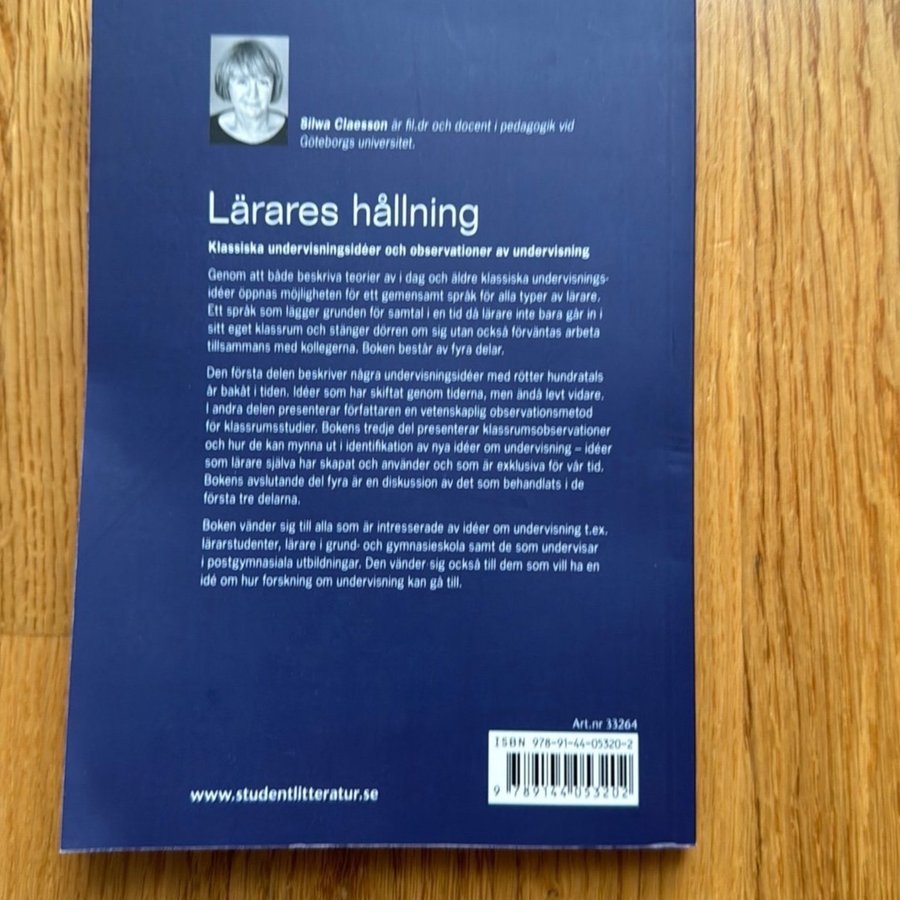 Silwa Claesson är fil.dr och docent i pedagogik vid
Göteborgs universitet.
Lärares hållning
Klassiska undervisningsidéer och observationer av undervisning
Genom att både beskriva teorier av i dag och äldre klassiska undervisnings-
idéer öppnas möjligheten för ett gemensamt språk för alla typer av lärare.
Ett språk som lägger grunden för samtal i en tid då lärare inte bara går in i
sitt eget klassrum och stänger dörren om sig utan också förväntas arbeta
tillsammans med kollegerna. Boken består av fyra delar.
Den första delen beskriver några undervisningsidéer med rötter hundratals
år bakåt i tiden. Idéer som har skiftat genom tiderna, men ändå levt vidare.
I andra delen presenterar författaren en vetenskaplig observationsmetod
för klassrumsstudier. Bokens tredje del presenterar klassrumsobservationer
och hur de kan mynna ut i identifikation av nya idéer om undervisning – idéer
som lärare själva har skapat och använder och som är exklusiva för vår tid.
Bokens avslutande del fyra är en diskussion av det som behandlats i de
första tre delarna.
Boken vänder sig till alla som är intresserade av idéer om undervisning t.ex.
lärarstudenter, lärare i grund- och gymnasieskola samt de som undervisar
i postgymnasiala utbildningar. Den vänder sig också till dem som vill ha en
idé om hur forskning om undervisning kan gå till.
Art.nr 33264
ISBN 978-91-44-05320-2
9 789144 053202
www.studentlitteratur.se